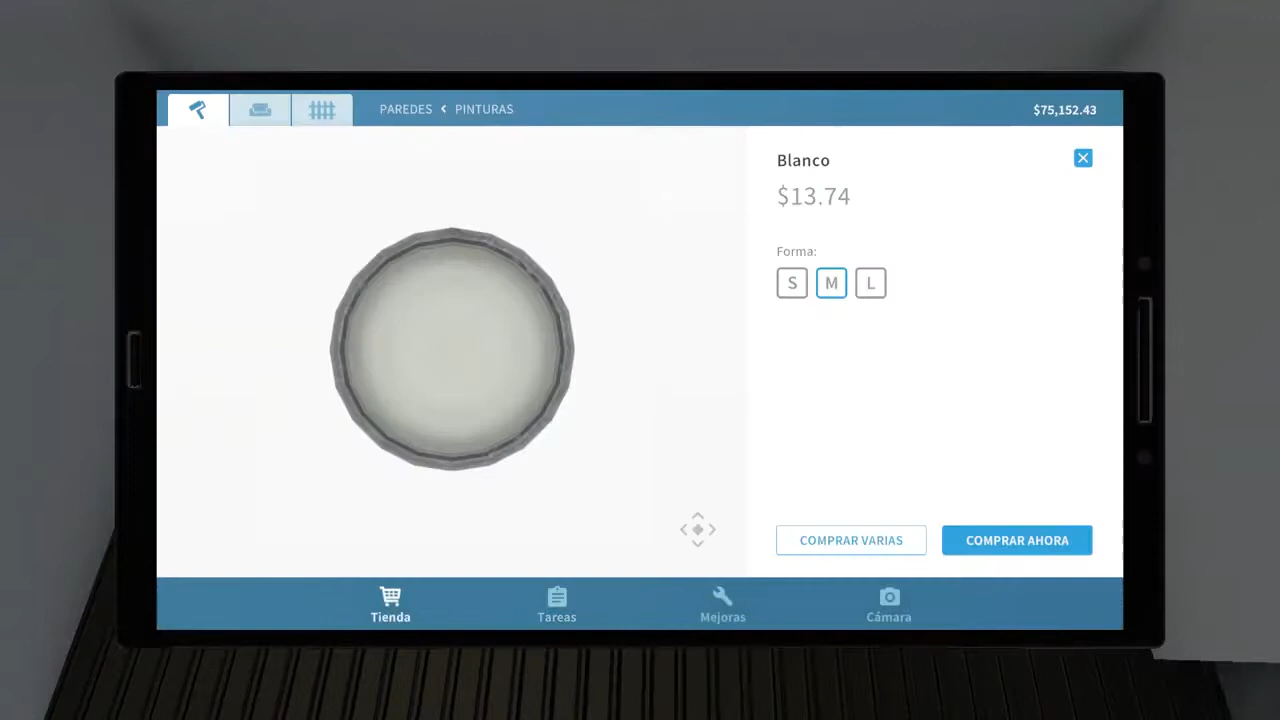 PAREDES < PINTURAS
$75,152.43
Blanco
$13.74
Forma:
S M L
COMPRAR VARIAS
COMPRAR AHORA
Tienda
Tareas
Mejoras
Cámara